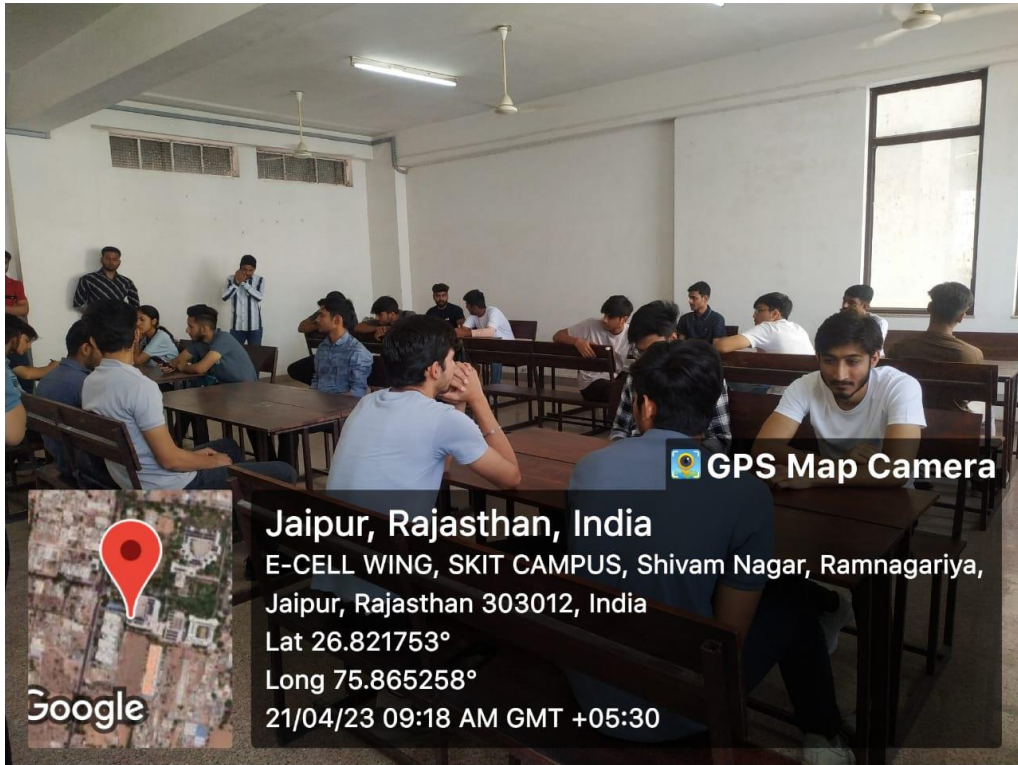 GPS Map Camera
Jaipur, Rajasthan, India
E-CELL WING, SKIT CAMPUS, Shivam Nagar, Ramnagariya,
Jaipur, Rajasthan 303012, India
Lat 26.821753°
Long 75.865258°
21/04/23 09:18 AM GMT +05:30
Google